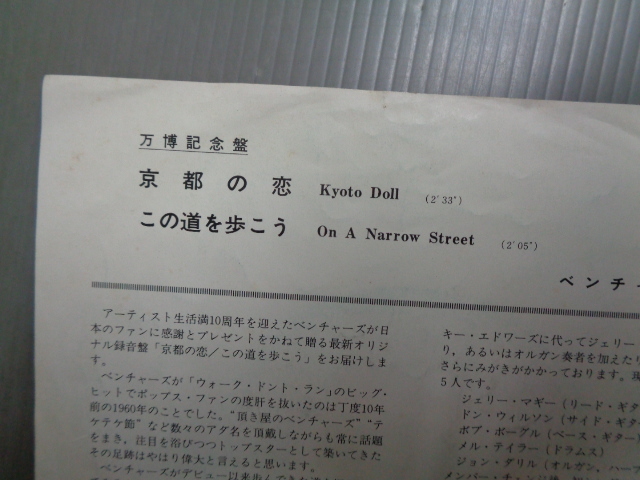 万博記念盤
京都の恋 Kyoto Doll (2′33″)
この道を歩こう On A Narrow Street (2′05″)
ベンチ
アーティスト生活満10周年を迎えたベンチャーズが日
本のファンに感謝とプレゼントをかねて贈る最新オリジ
ナル録音盤「京都の恋／この道を歩こう」をお届けしま
す。
ベンチャーズが「ウォーク・ドント・ラン」のビッグ・
ヒットでポップス・ファンの度肝を抜いたのは丁度10年
前の1960年のことでした。“頂き屋のベンチャーズ”“テ
ケテケ節”など数々のアダ名を頂戴しながらも常に話題
をまき、注目を浴びつつトップスターとして築いてきた
その足跡はやはり偉大と言えると思います。
ベンチャーズがデビュー以来歩んできた
キー・エドワーズに代ってジェリー・
り，あるいはオルガン奏者を加えたり
さらにみがきがかかっております。現
5人です。
ジェリー・マギー（リード・ギタ
ドン・ウィルソン（サイド・ギター
ボブ・ボーグル（ベース・ギター）
メル・テイラー（ドラムス）
ジョン・ダリル（オルガン，ハープ
メンバー・チェンジ後